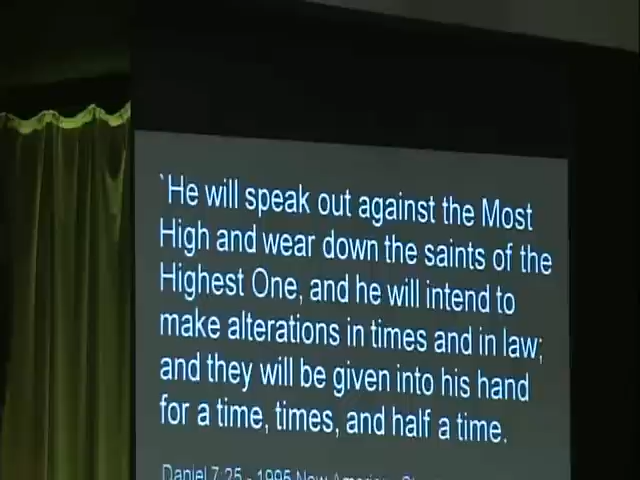 `He will speak out against the Most
High and wear down the saints of the
Highest One, and he will intend to
make alterations in times and in law;
and they will be given into his hand
for a time, times, and half a time.
Daniel 7:25 - 1995 New